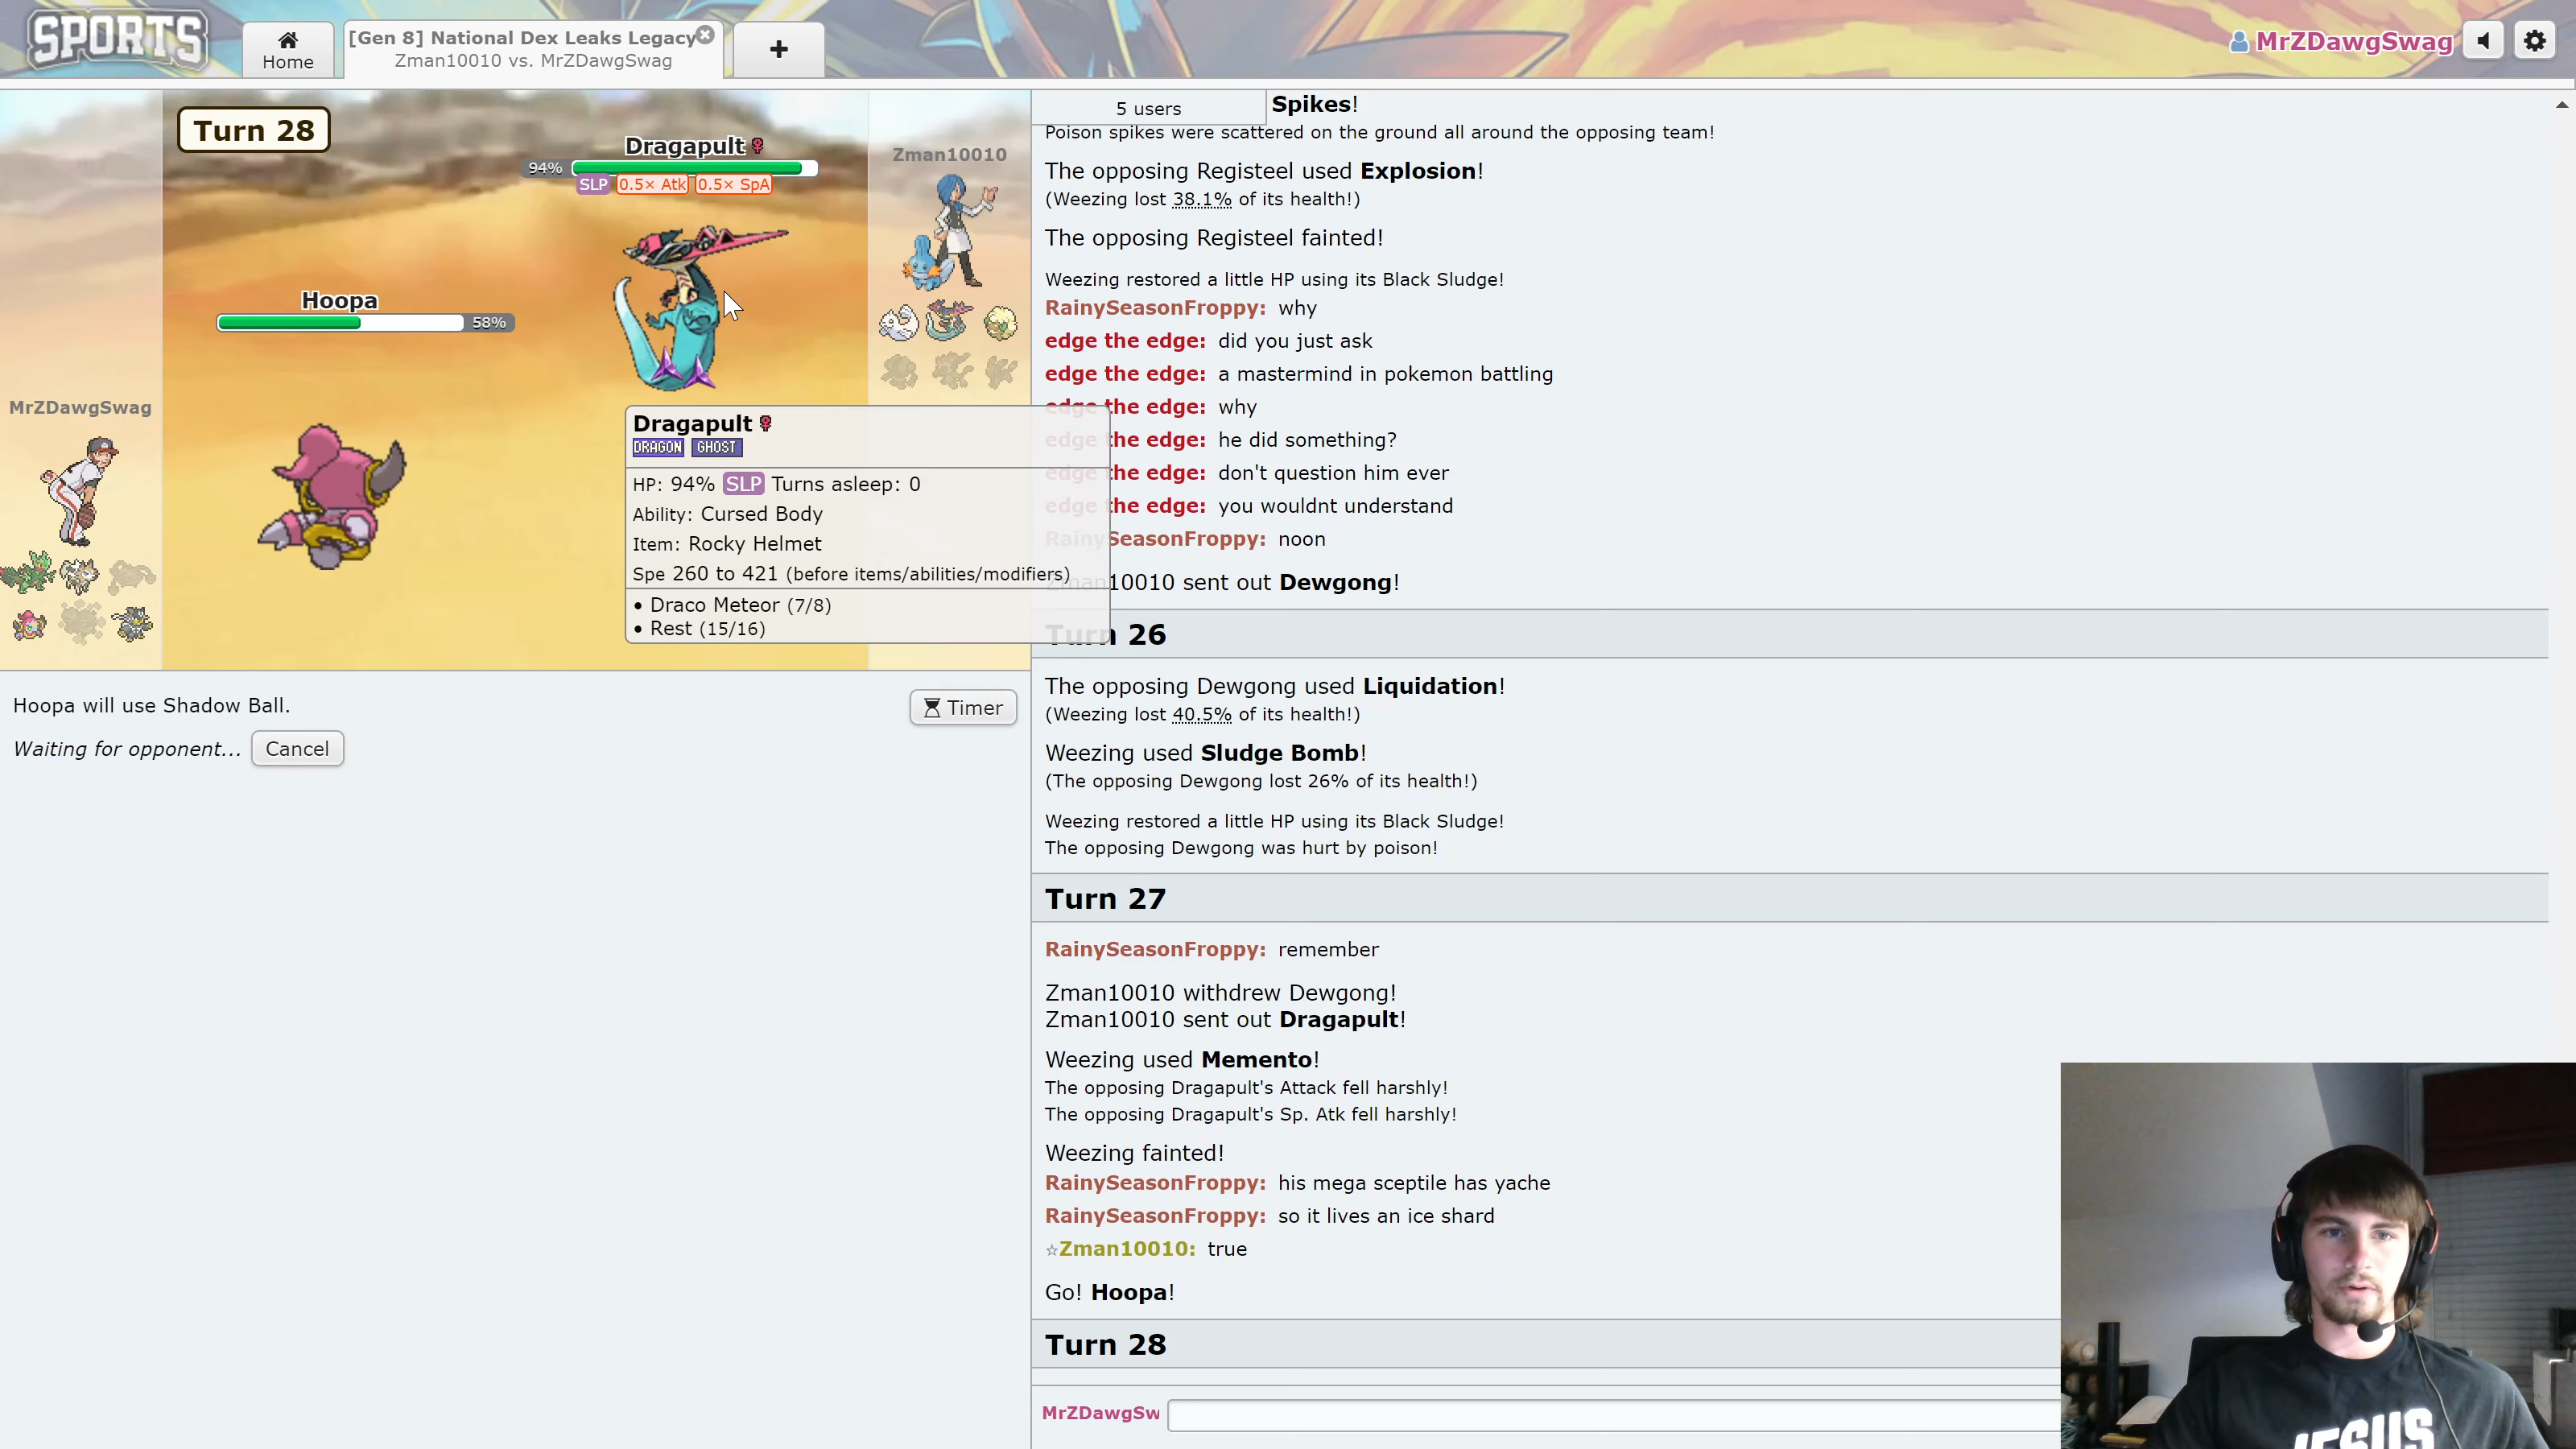 SPORTS
Home
[Gen 8] National Dex Leaks Legacy
Zman10010 vs. MrZDawgSwag
+
MrZDawgSwag
Turn 28
Dragapult
94%
SLP 0.5× Atk 0.5× SpA
Zman10010
Hoopa
58%
MrZDawgSwag
Dragapult
DRAGON GHOST
HP: 94% SLP Turns asleep: 0
Ability: Cursed Body
Item: Rocky Helmet
Spe 260 to 421 (before items/abilities/modifiers)
• Draco Meteor (7/8)
• Rest (15/16)
Hoopa will use Shadow Ball.
Timer
Waiting for opponent... Cancel
5 users
Spikes!
Poison spikes were scattered on the ground all around the opposing team!
The opposing Registeel used Explosion!
(Weezing lost 38.1% of its health!)
The opposing Registeel fainted!
Weezing restored a little HP using its Black Sludge!
RainySeasonFroppy: why
edge the edge: did you just ask
edge the edge: a mastermind in pokemon battling
edge the edge: why
edge the edge: he did something?
edge the edge: don't question him ever
edge the edge: you wouldnt understand
RainySeasonFroppy: noon
Zman10010 sent out Dewgong!
Turn 26
The opposing Dewgong used Liquidation!
(Weezing lost 40.5% of its health!)
Weezing used Sludge Bomb!
(The opposing Dewgong lost 26% of its health!)
Weezing restored a little HP using its Black Sludge!
The opposing Dewgong was hurt by poison!
Turn 27
RainySeasonFroppy: remember
Zman10010 withdrew Dewgong!
Zman10010 sent out Dragapult!
Weezing used Memento!
The opposing Dragapult's Attack fell harshly!
The opposing Dragapult's Sp. Atk fell harshly!
Weezing fainted!
RainySeasonFroppy: his mega sceptile has yache
RainySeasonFroppy: so it lives an ice shard
☆Zman10010: true
Go! Hoopa!
Turn 28
MrZDawgSw
JESUS